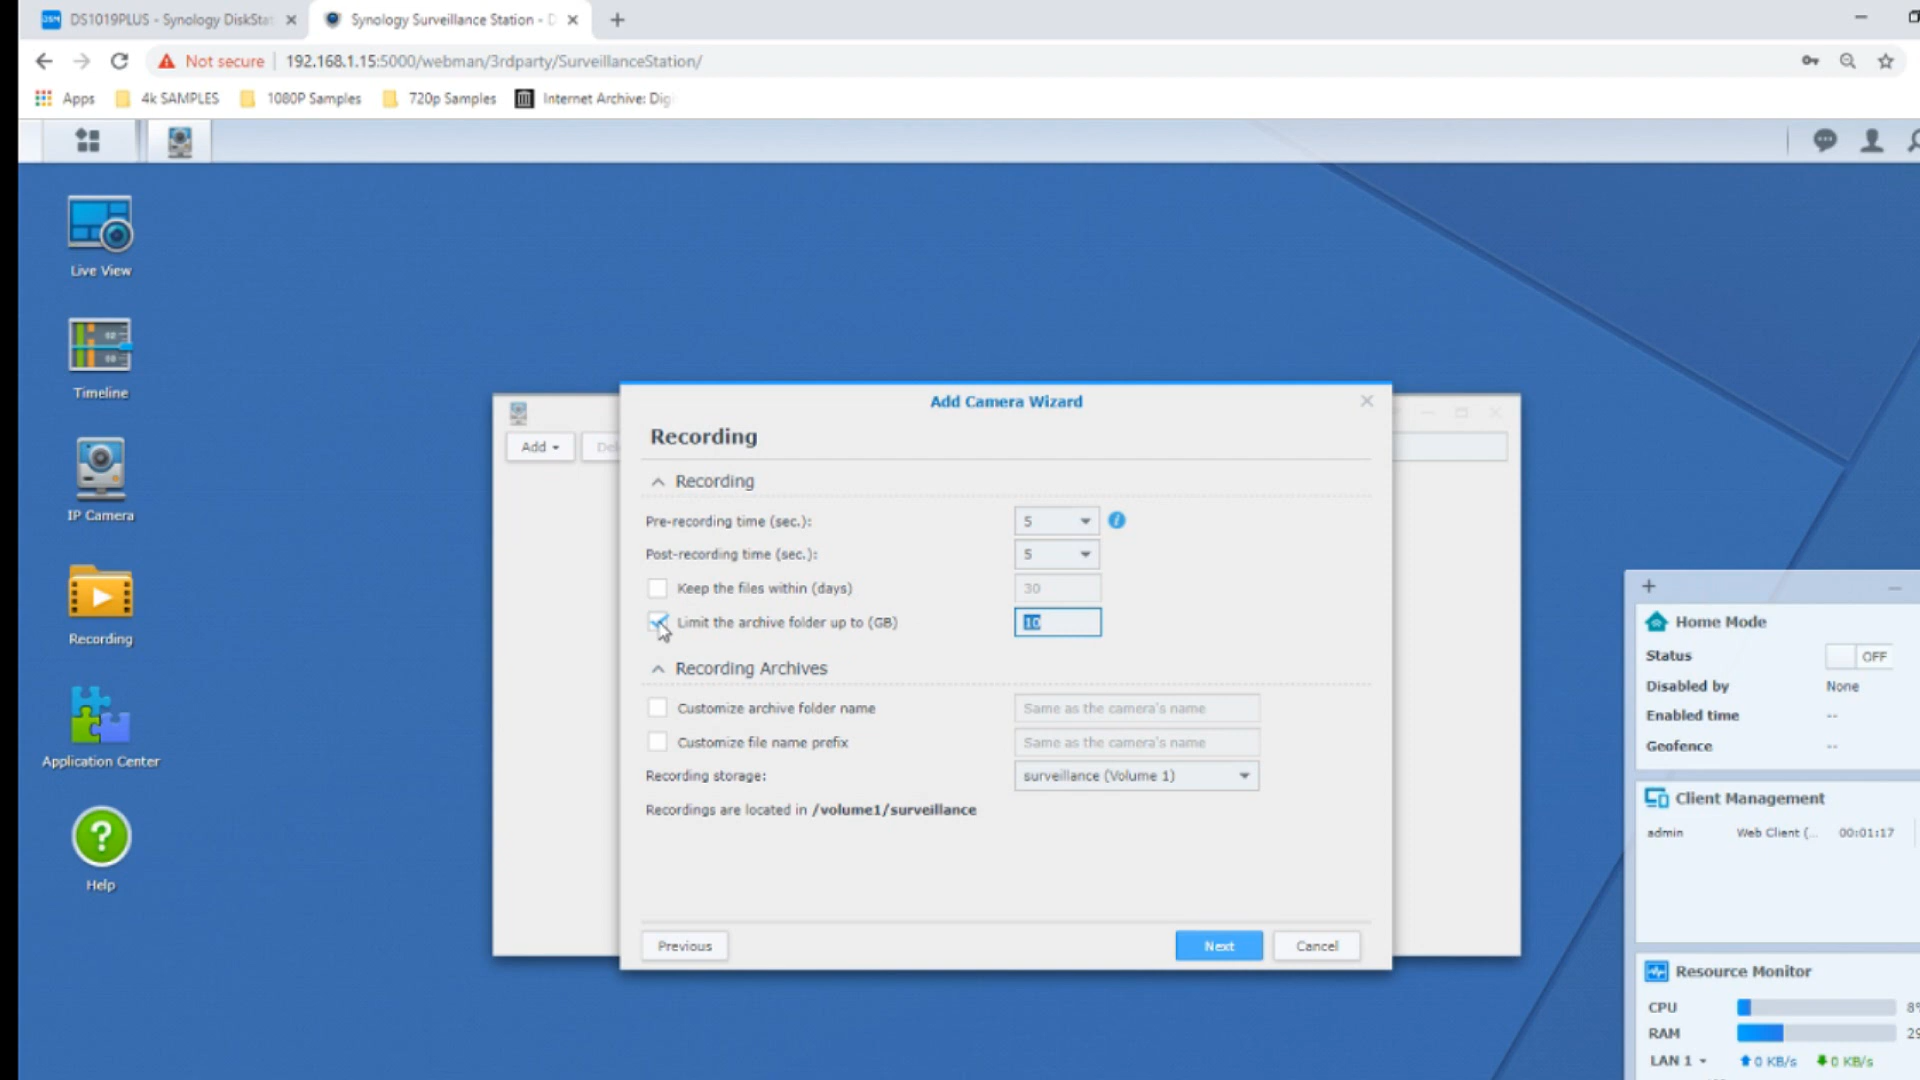 DS1019PLUS - Synology DiskStat
Synology Surveillance Station - D
Not secure
192.168.1.15:5000/webman/3rdparty/SurveillanceStation/
Apps
4k SAMPLES
1080P Samples
720p Samples
Internet Archive: Digi
Live View
Timeline
IP Camera
Recording
Application Center
Help
Add
Del
Add Camera Wizard
Recording
Recording
Pre-recording time (sec.): 5
Post-recording time (sec.): 5
Keep the files within (days) 30
Limit the archive folder up to (GB) 10
Recording Archives
Customize archive folder name Same as the camera's name
Customize file name prefix Same as the camera's name
Recording storage: surveillance (Volume 1)
Recordings are located in /volume1/surveillance
Previous
Next
Cancel
Home Mode
Status OFF
Disabled by None
Enabled time --
Geofence --
Client Management
admin Web Client (... 00:01:17
Resource Monitor
CPU 8%
RAM 29
LAN 1 0 KB/s 0 KB/s